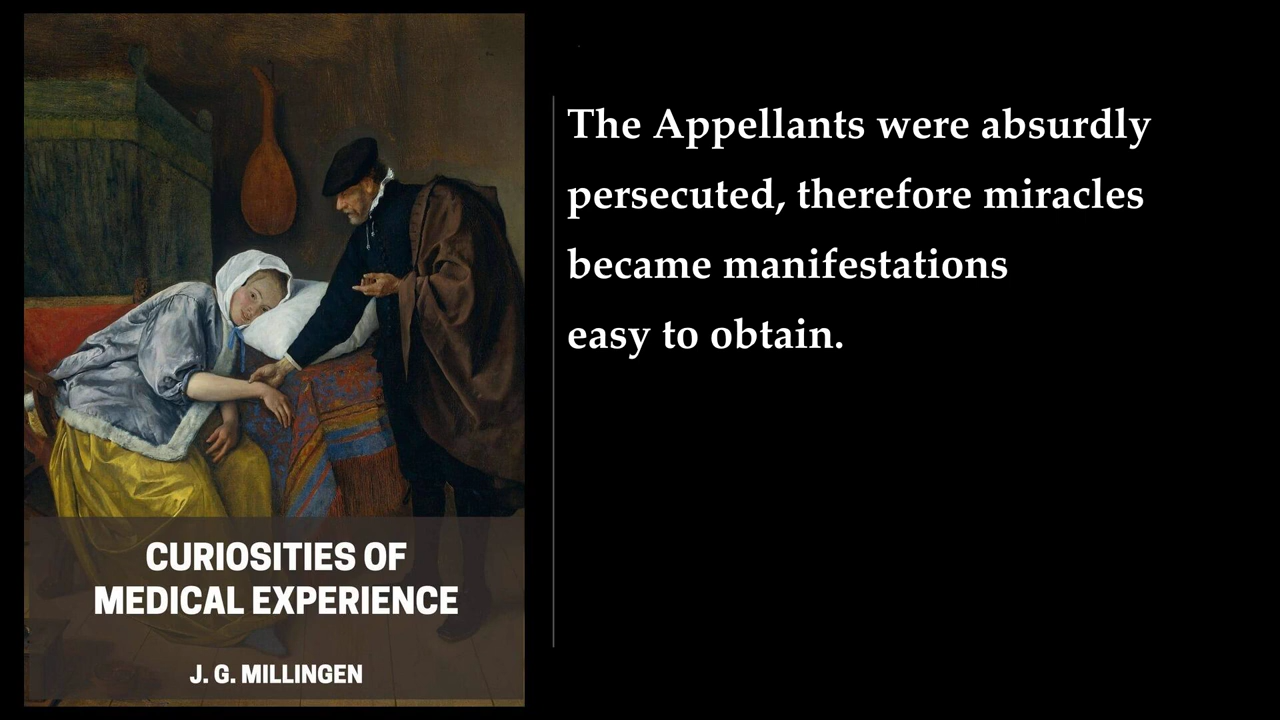 The Appellants were absurdly
persecuted, therefore miracles
became manifestations
easy to obtain.
CURIOSITIES OF
MEDICAL EXPERIENCE
J. G. MILLINGEN